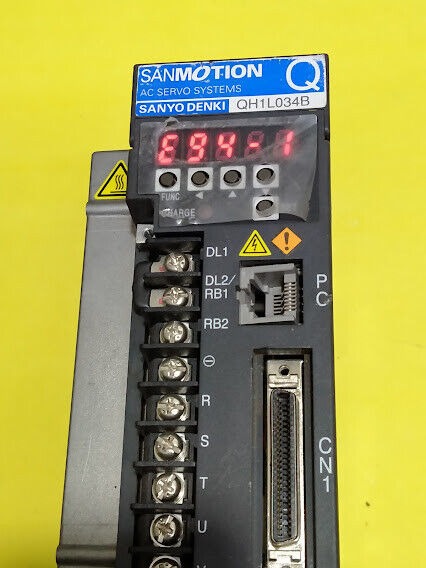 SANMOTION
AC SERVO SYSTEMS
Q
SANYO DENKI QH1L034B
E94-1
FUNC ◀ ▲ ▶
CHARGE
DL1
DL2/
RB1
RB2
⊖
R
S
T
U
PC
CN1